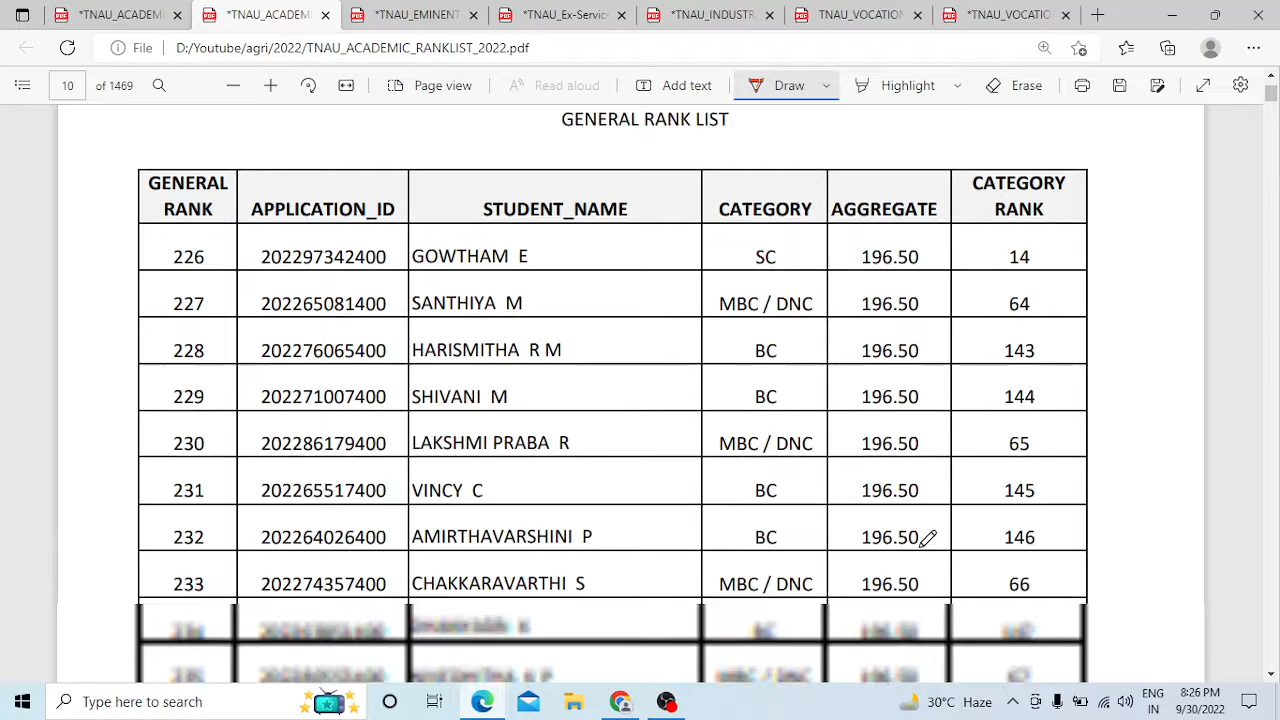 *TNAU_ACADEMI
*TNAU_ACADEMI
*TNAU_EMINENT
*TNAU_Ex-Service
*TNAU_INDUSTR
TNAU_VOCATION
*TNAU_VOCATIO
File D:/Youtube/agri/2022/TNAU_ACADEMIC_RANKLIST_2022.pdf
10 of 1469 Page view Read aloud Add text Draw Highlight Erase
GENERAL RANK LIST
GENERAL RANK APPLICATION_ID STUDENT_NAME CATEGORY AGGREGATE CATEGORY RANK
226 202297342400 GOWTHAM E SC 196.50 14
227 202265081400 SANTHIYA M MBC / DNC 196.50 64
228 202276065400 HARISMITHA R M BC 196.50 143
229 202271007400 SHIVANI M BC 196.50 144
230 202286179400 LAKSHMI PRABA R MBC / DNC 196.50 65
231 202265517400 VINCY C BC 196.50 145
232 202264026400 AMIRTHAVARSHINI P BC 196.50 146
233 202274357400 CHAKKARAVARTHI S MBC / DNC 196.50 66
Type here to search 30°C Haze ENG IN 8:26 PM 9/30/2022